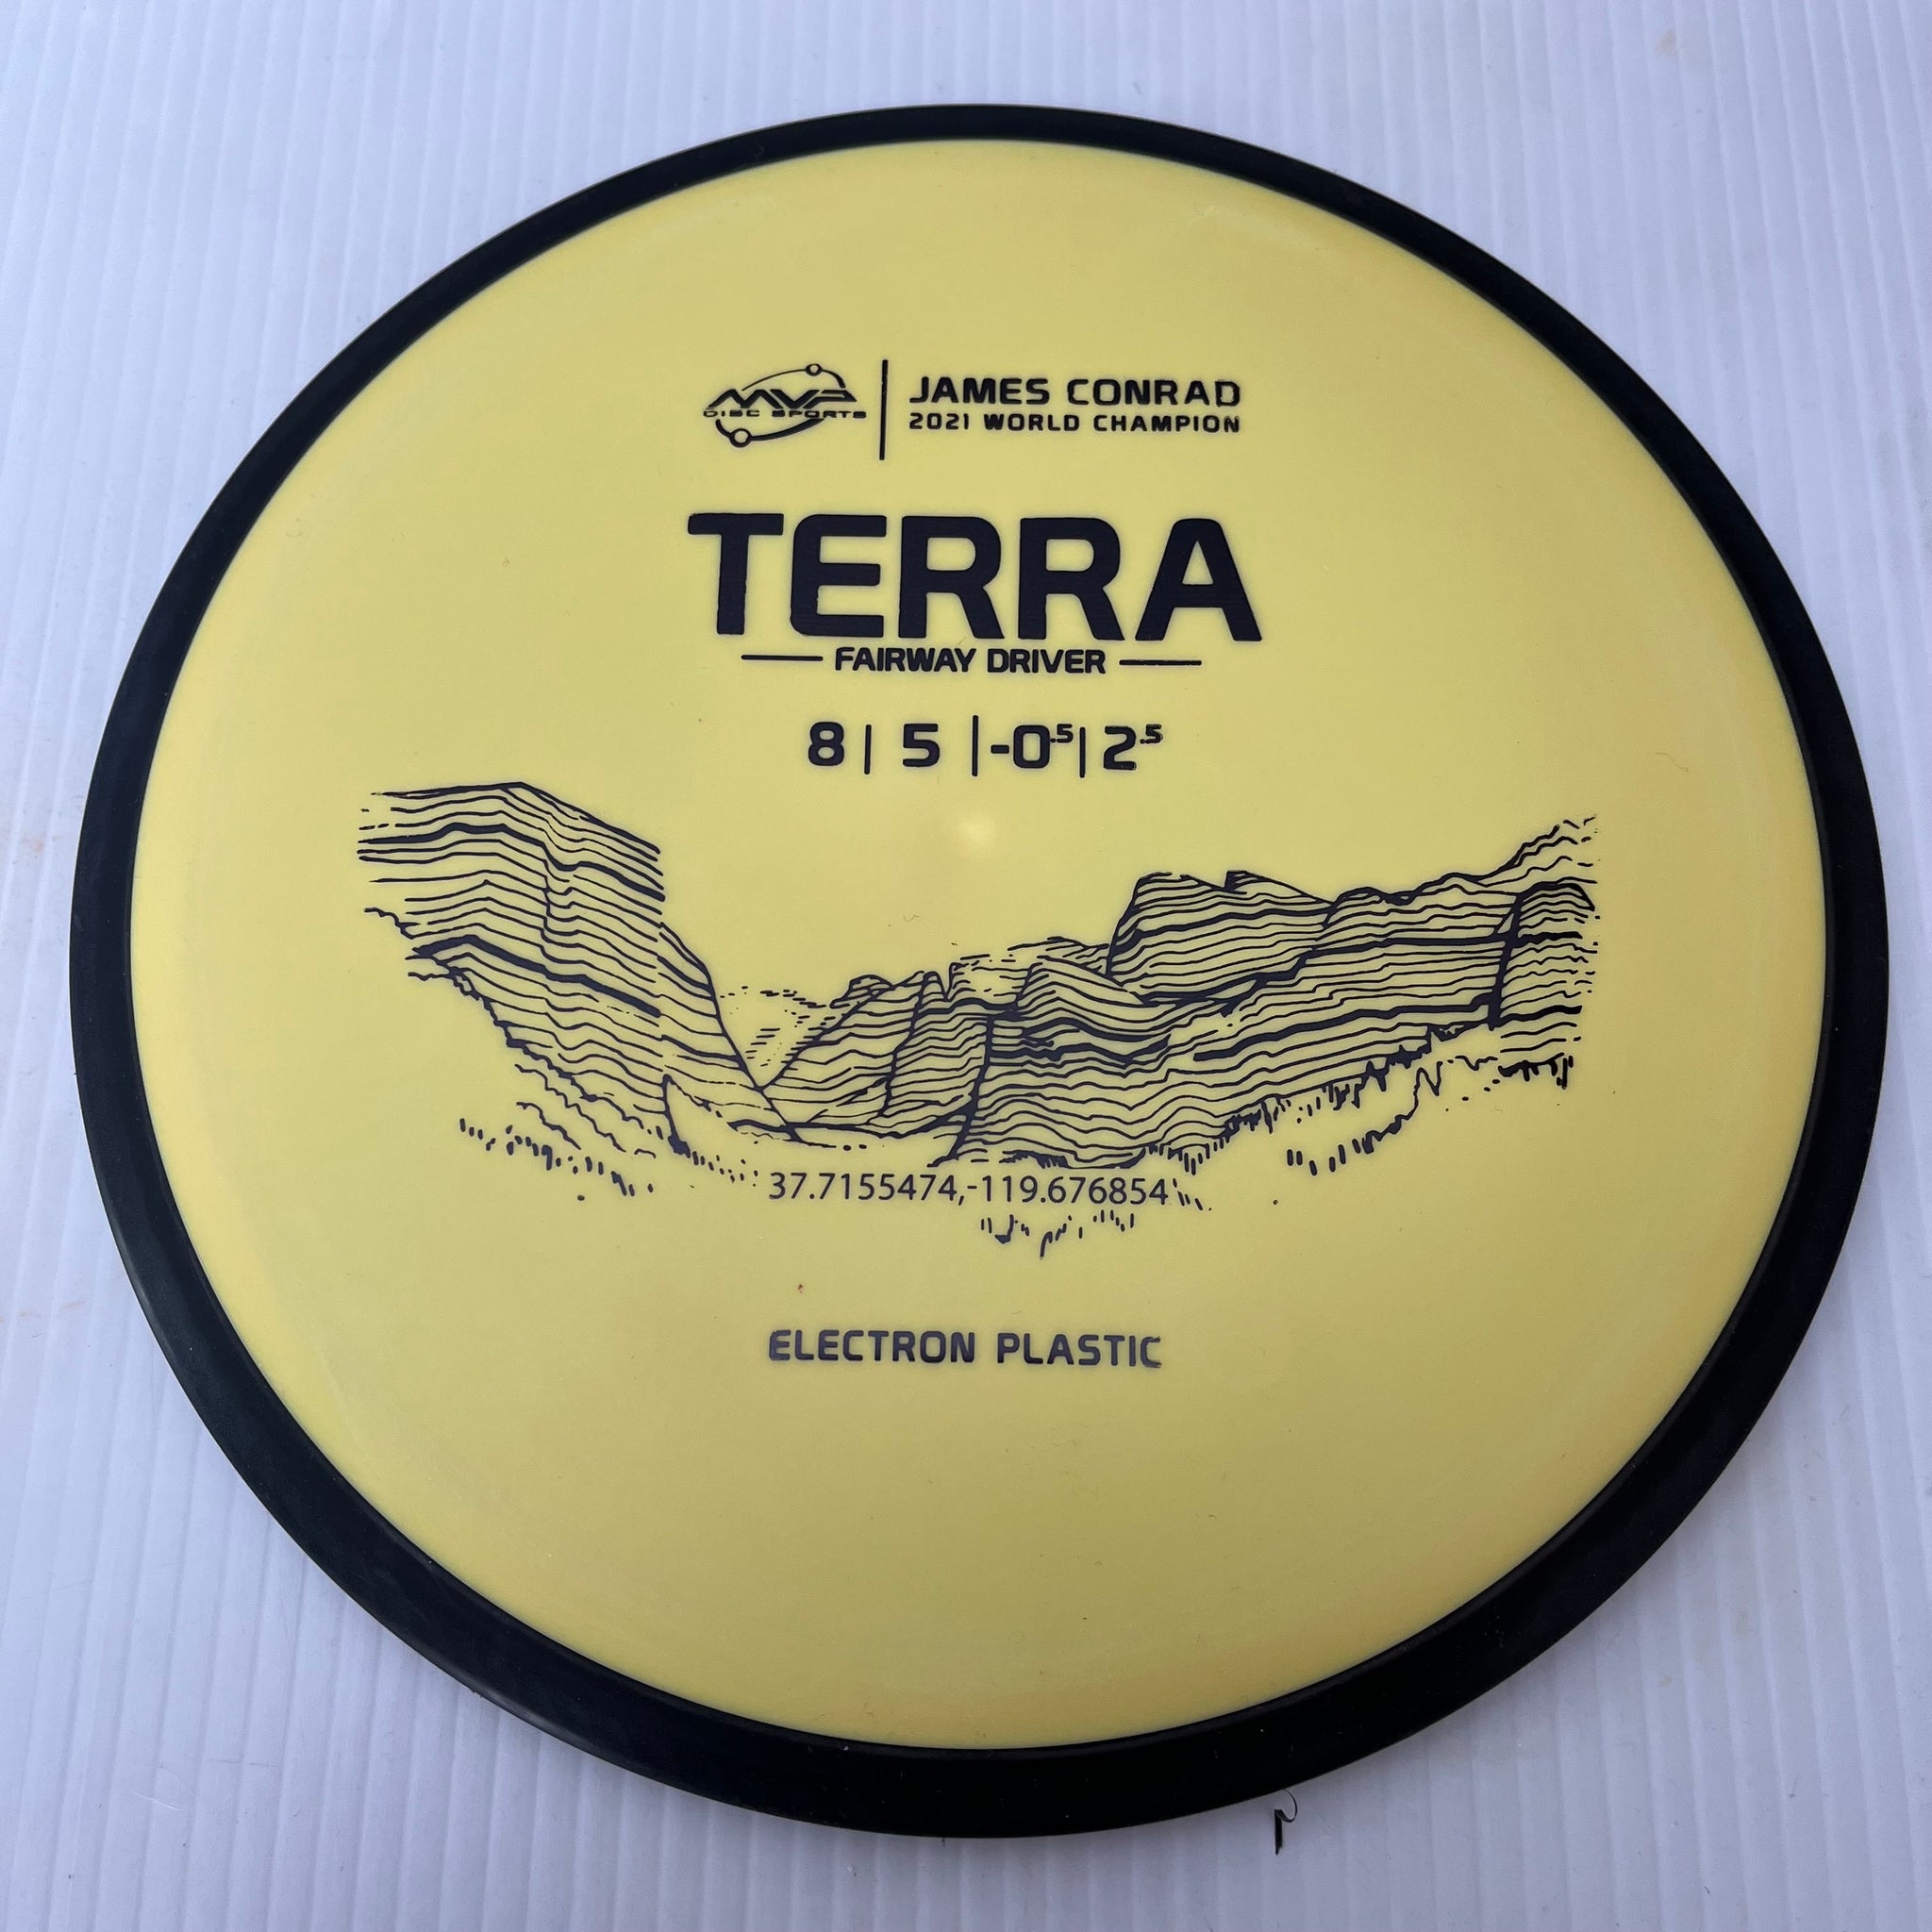 MVP
DISC SPORTS
JAMES CONRAD
2021 WORLD CHAMPION
TERRA
FAIRWAY DRIVER
8 | 5 | -0.5 | 2.5
37.7155474,-119.676854
ELECTRON PLASTIC